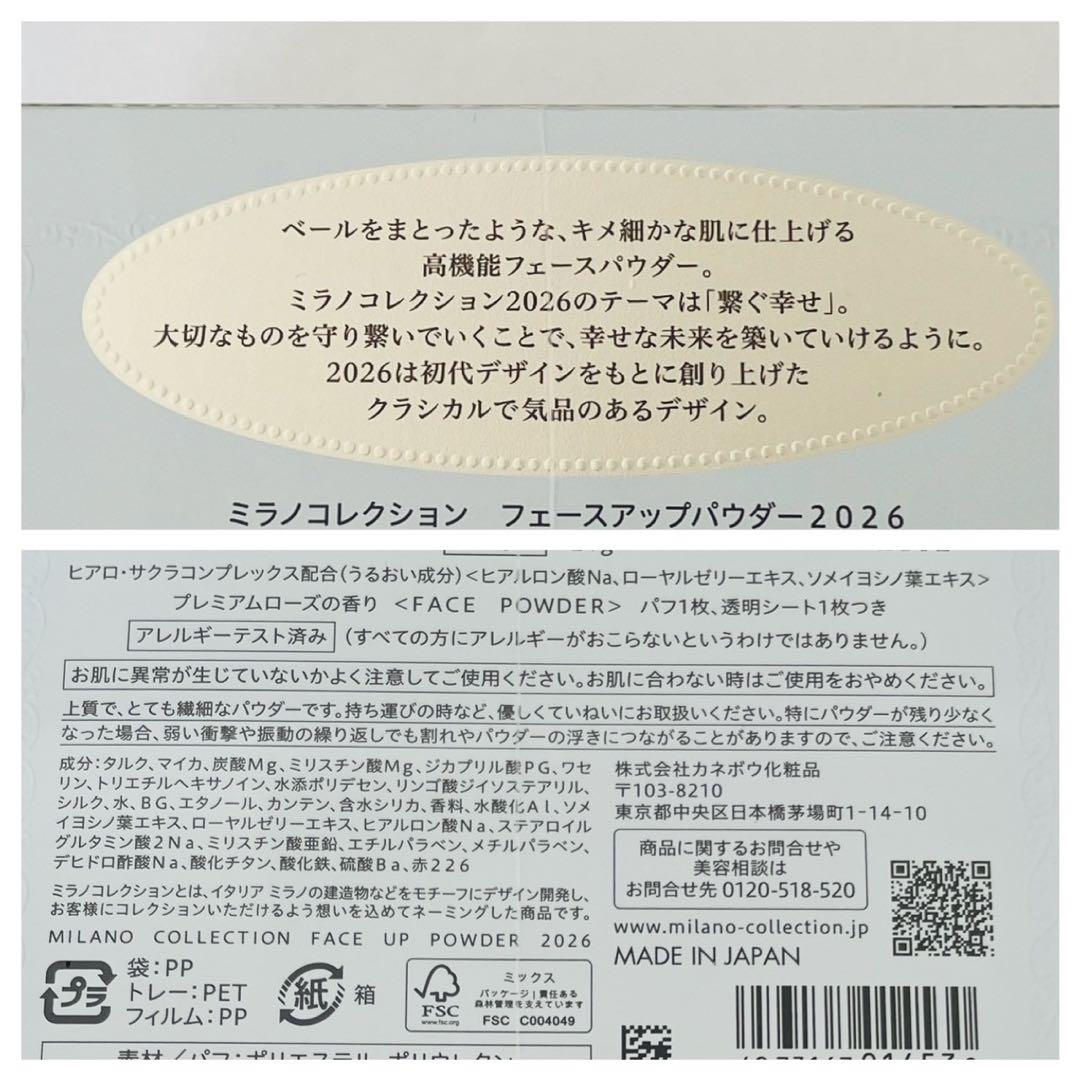 ベールをまとったような、キメ細かな肌に仕上げる
高機能フェースパウダー。
ミラノコレクション2026のテーマは「繋ぐ幸せ」。
大切なものを守り繋いでいくことで、幸せな未来を築いていけるように。
2026は初代デザインをもとに創り上げた
クラシカルで気品のあるデザイン。
ミラノコレクション フェースアップパウダー2026
ヒアロ・サクラコンプレックス配合(うるおい成分)<ヒアルロン酸Na、ローヤルゼリーエキス、ソメイヨシノ葉エキス>
プレミアムローズの香り <FACE POWDER> パフ1枚、透明シート1枚つき
アレルギーテスト済み (すべての方にアレルギーがおこらないというわけではありません。)
お肌に異常が生じていないかよく注意してご使用ください。お肌に合わない時はご使用をおやめください。
上質で、とても繊細なパウダーです。持ち運びの時など、優しくていねいにお取扱いください。特にパウダーが残り少なく
なった場合、弱い衝撃や振動の繰り返しでも割れやパウダーの浮きにつながることがありますので、ご注意ください。
成分:タルク、マイカ、炭酸Mg、ミリスチン酸Mg、ジカプリル酸PG、ワセ
リン、トリエチルヘキサノイン、水添ポリデセン、リンゴ酸ジイソステアリル、
シルク、水、BG、エタノール、カンテン、含水シリカ、香料、水酸化Al、ソメ
イヨシノ葉エキス、ローヤルゼリーエキス、ヒアルロン酸Na、ステアロイル
グルタミン酸2Na、ミリスチン酸亜鉛、エチルパラベン、メチルパラベン、
デヒドロ酢酸Na、酸化チタン、酸化鉄、硫酸Ba、赤226
ミラノコレクションとは、イタリア ミラノの建造物などをモチーフにデザイン開発し、
お客様にコレクションいただけるよう想いを込めてネーミングした商品です。
MILANO COLLECTION FACE UP POWDER 2026
株式会社カネボウ化粧品
〒103-8210
東京都中央区日本橋茅場町1-14-10
商品に関するお問合せや
美容相談は
お問合せ先 0120-518-520
www.milano-collection.jp
MADE IN JAPAN
プラ
袋:PP
トレー:PET
フィルム:PP
紙 箱
FSC
www.fsc.org
ミックス
パッケージ|責任ある
森林管理を支えています
FSC C004049
素材/パフ:ポリエステル、ポリウレタン